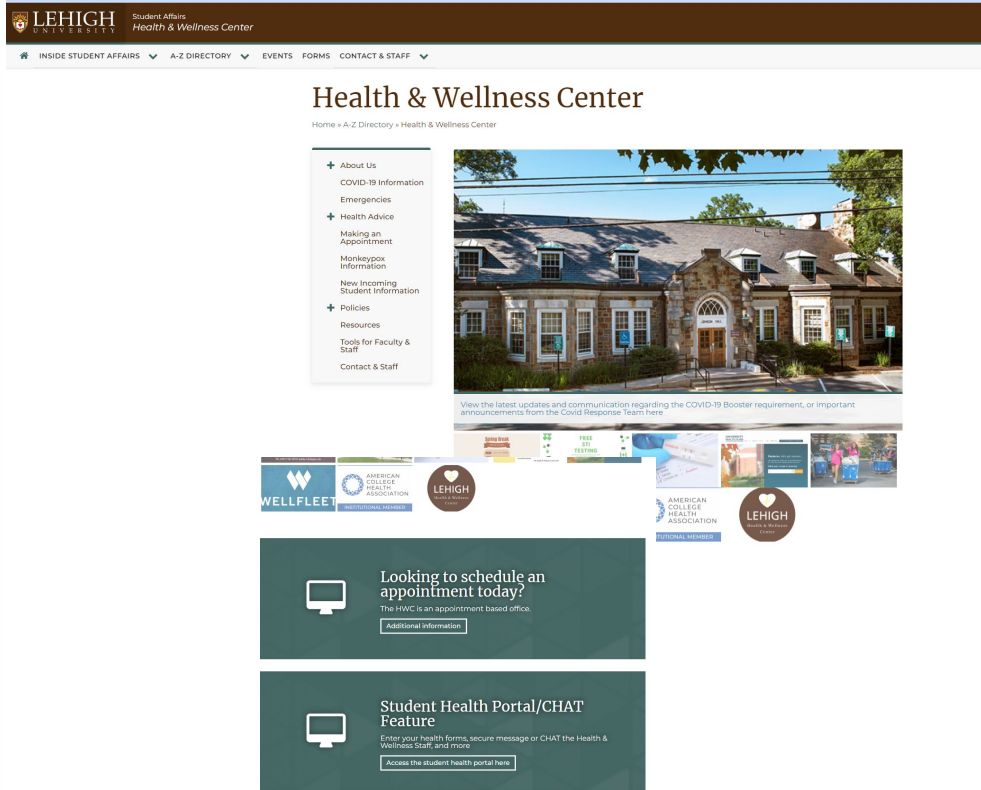 LEHIGH
UNIVERSITY
Student Affairs
Health & Wellness Center
INSIDE STUDENT AFFAIRS
A-Z DIRECTORY
EVENTS
FORMS
CONTACT & STAFF
Health & Wellness Center
Home » A-Z Directory » Health & Wellness Center
About Us
COVID-19 Information
Emergencies
Health Advice
Making an
Appointment
Monkeypox
Information
New Incoming
Student Information
Policies
Resources
Tools for Faculty &
Staff
Contact & Staff
JOHNSON HALL
View the latest updates and communication regarding the COVID-19 Booster requirement, or important
announcements from the Covid Response Team here
Spring Break
FREE
STI
TESTING
WELLFLEET
AMERICAN
COLLEGE
HEALTH
ASSOCIATION
INSTITUTIONAL MEMBER
LEHIGH
Health & Wellness
Center
AMERICAN
COLLEGE
HEALTH
ASSOCIATION
TUTIONAL MEMBER
LEHIGH
Health & Wellness
Center
Looking to schedule an
appointment today?
The HWC is an appointment based office.
Additional information
Student Health Portal/CHAT
Feature
Enter your health forms, secure message or CHAT the Health &
Wellness Staff, and more
Access the student health portal here